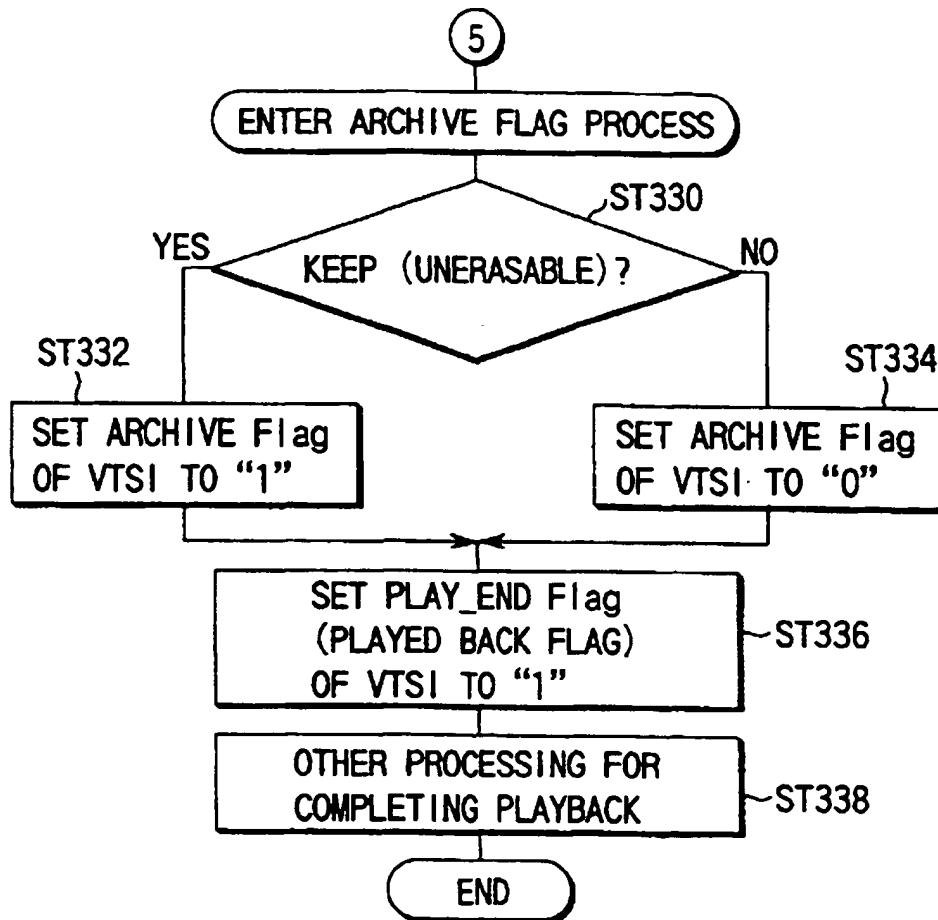 5
ENTER ARCHIVE FLAG PROCESS
ST330
YES
KEEP (UNERASABLE)?
NO
ST332
ST334
SET ARCHIVE Flag
OF VTSI TO “1”
SET ARCHIVE Flag
OF VTSI TO “0”
SET PLAY_END Flag
(PLAYED BACK FLAG)
OF VTSI TO “1”
ST336
OTHER PROCESSING FOR
COMPLETING PLAYBACK
ST338
END